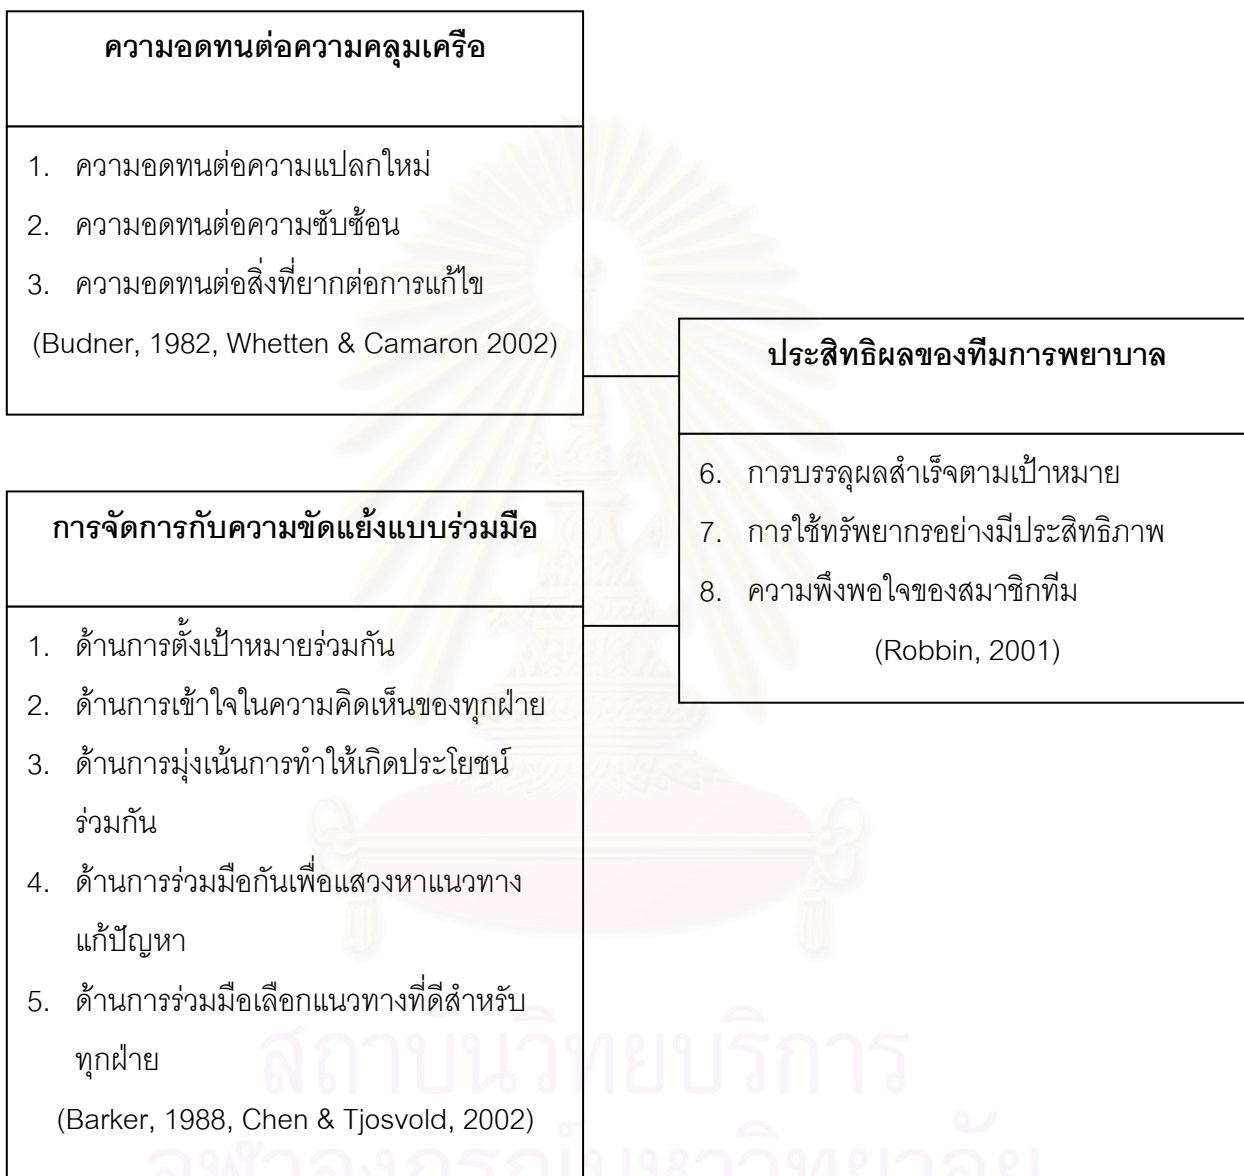 ความอดทนต่อความคลุมเครือ
1. ความอดทนต่อความแปลกใหม่
2. ความอดทนต่อความซับซ้อน
3. ความอดทนต่อสิ่งที่ยากต่อการแก้ไข
(Budner, 1982, Whetten & Camaron 2002)
ประสิทธิผลของทีมการพยาบาล
6. การบรรลุผลสำเร็จตามเป้าหมาย
7. การใช้ทรัพยากรอย่างมีประสิทธิภาพ
8. ความพึงพอใจของสมาชิกทีม
(Robbin, 2001)
การจัดการกับความขัดแย้งแบบร่วมมือ
1. ด้านการตั้งเป้าหมายร่วมกัน
2. ด้านการเข้าใจในความคิดเห็นของทุกฝ่าย
3. ด้านการมุ่งเน้นการทำให้เกิดประโยชน์
ร่วมกัน
4. ด้านการร่วมมือกันเพื่อแสวงหาแนวทาง
แก้ปัญหา
5. ด้านการร่วมมือเลือกแนวทางที่ดีสำหรับ
ทุกฝ่าย
(Barker, 1988, Chen & Tjosvold, 2002)
สถาบันวิทยบริการ
จุฬาลงกรณ์มหาวิทยาลัย